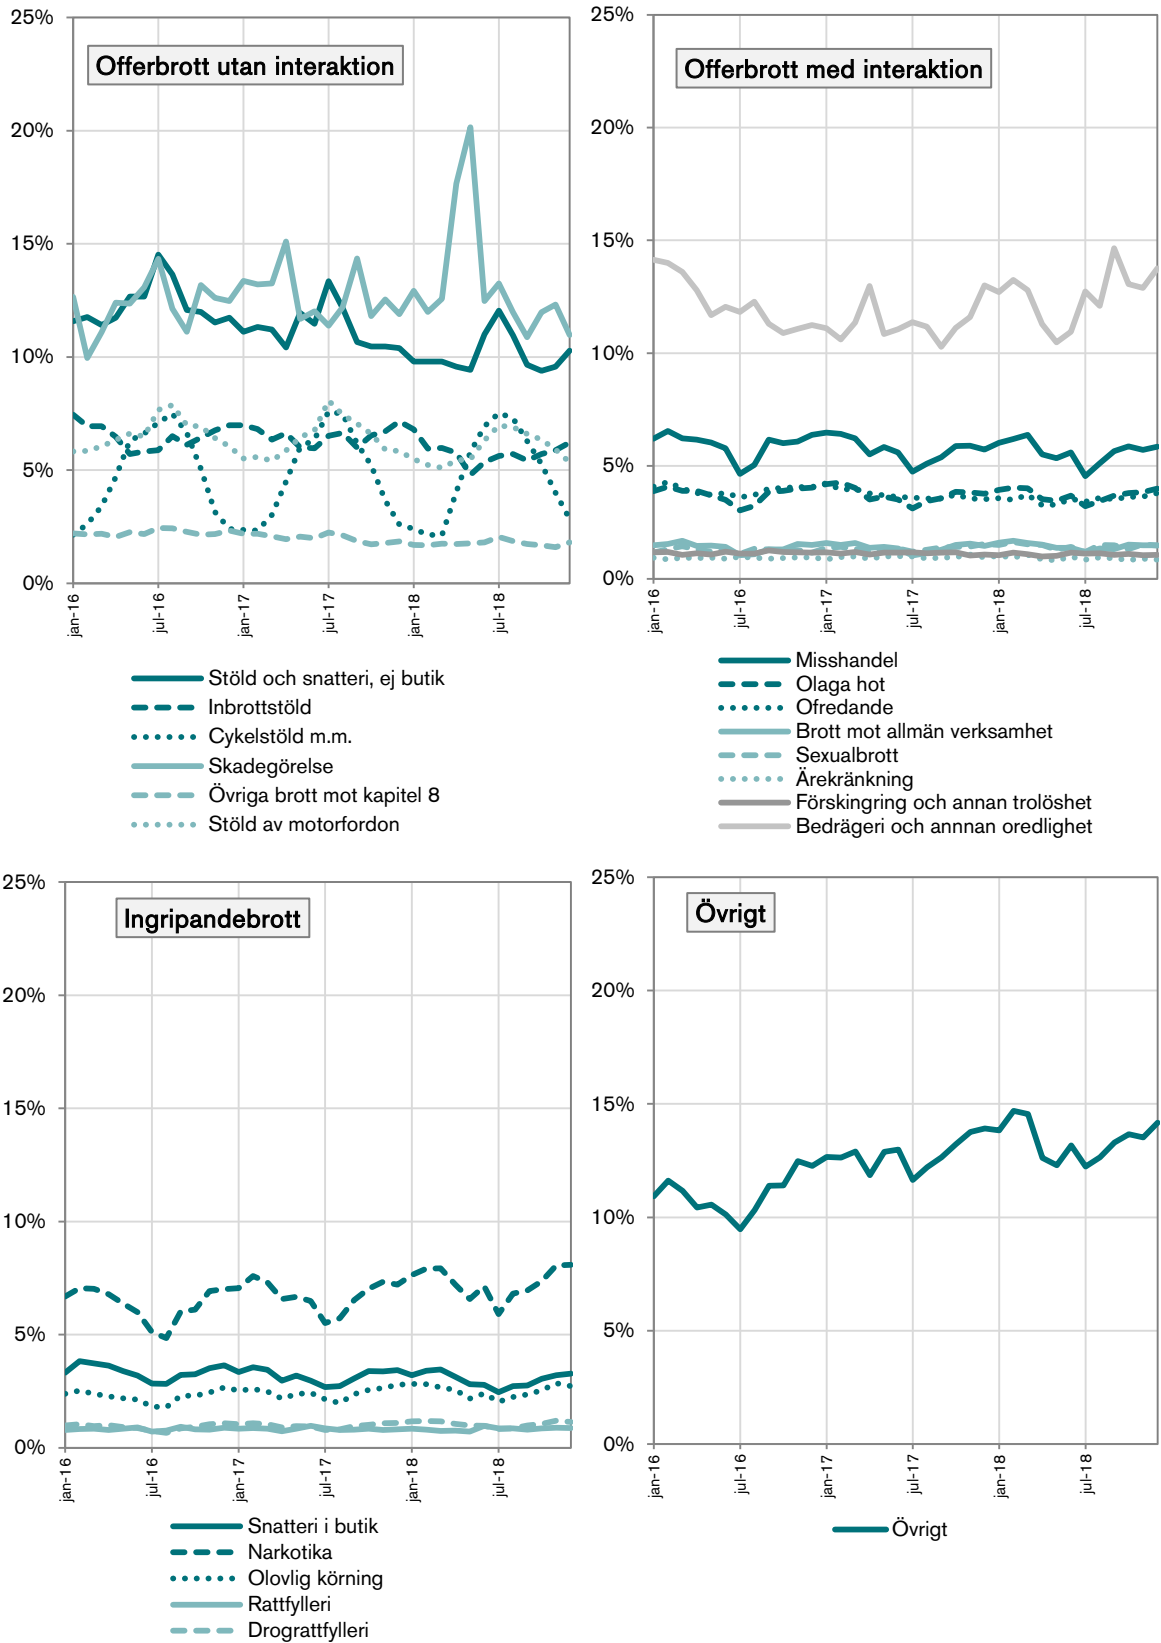 25%
20%
15%
10%
5%
0%
Offerbrott utan interaktion
jan-16
jul-16
jan-17
jul-17
jan-18
jul-18
Stöld och snatteri, ej butik
Inbrottstöld
Cykelstöld m.m.
Skadegörelse
Övriga brott mot kapitel 8
Stöld av motorfordon
25%
20%
15%
10%
5%
0%
Offerbrott med interaktion
jan-16
jul-16
jan-17
jul-17
jan-18
jul-18
Misshandel
Olaga hot
Ofredande
Brott mot allmän verksamhet
Sexualbrott
Ärekränkning
Förskingring och annan trolöshet
Bedrägeri och annnan oredlighet
25%
20%
15%
10%
5%
0%
Ingripandebrott
jan-16
jul-16
jan-17
jul-17
jan-18
jul-18
Snatteri i butik
Narkotika
Olovlig körning
Rattfylleri
Drograttfylleri
25%
20%
15%
10%
5%
0%
Övrigt
jan-16
jul-16
jan-17
jul-17
jan-18
jul-18
Övrigt